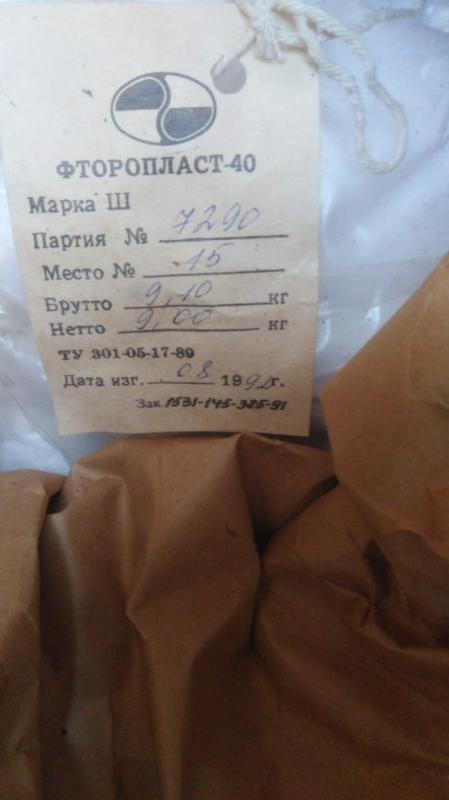 ФТОРОПЛАСТ-40
Марка Ш
Партия № 7290
Место № 15
Брутто 9,10 кг
Нетто 9,00 кг
ТУ 301-05-17-89
Дата изг. 08 1992г.
Зак. 1531-145-385-91